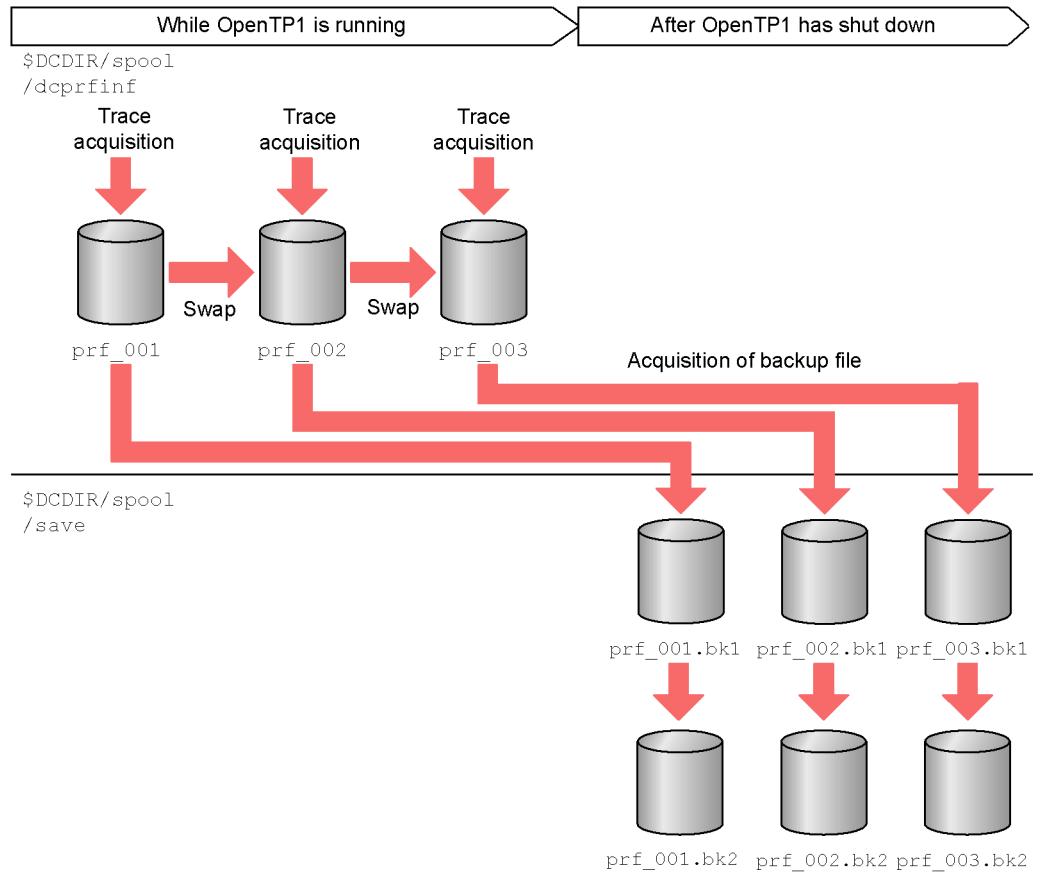 While OpenTP1 is running
After OpenTP1 has shut down
$DCDIR/spool
/dcprfinf
Trace
acquisition
Trace
acquisition
Trace
acquisition
Swap
Swap
prf_001
prf_002
prf_003
Acquisition of backup file
$DCDIR/spool
/save
prf_001.bk1
prf_002.bk1
prf_003.bk1
prf_001.bk2
prf_002.bk2
prf_003.bk2